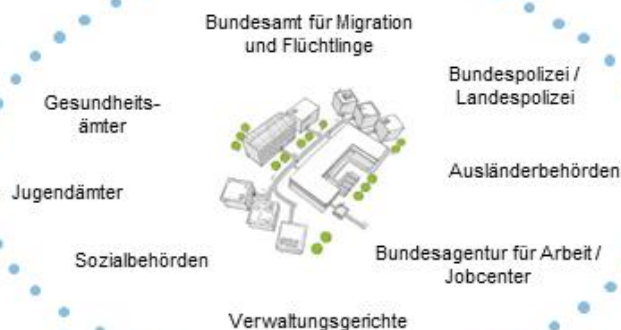 Bundesamt für Migration
und Flüchtlinge
Bundespolizei /
Landespolizei
Gesundheits-
ämter
Ausländerbehörden
Jugendämter
Bundesagentur für Arbeit /
Jobcenter
Sozialbehörden
Verwaltungsgerichte